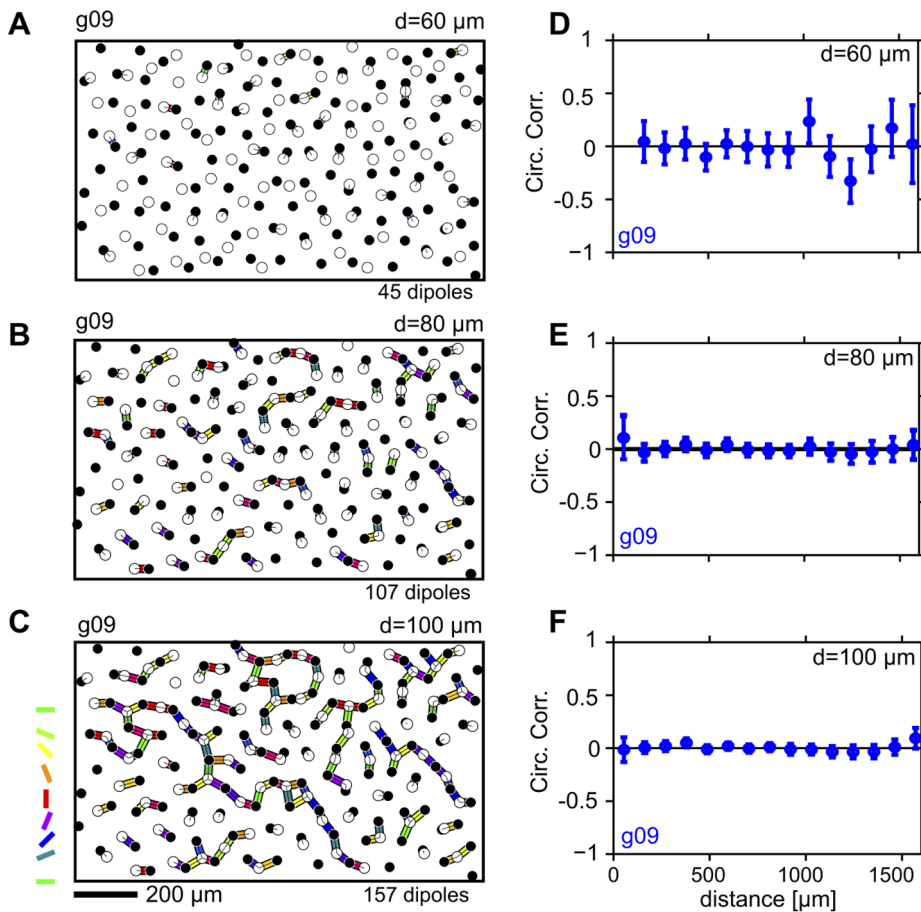 A
g09
d=60 µm
45 dipoles
D
1
0.5
0
-0.5
−1
Circ. Corr.
d=60 µm
g09
B
g09
d=80 µm
107 dipoles
E
1
0.5
0
-0.5
−1
Circ. Corr.
d=80 µm
g09
C
g09
d=100 µm
200 µm
157 dipoles
F
1
0.5
0
-0.5
−1
Circ. Corr.
d=100 µm
g09
0 500 1000 1500
distance [µm]